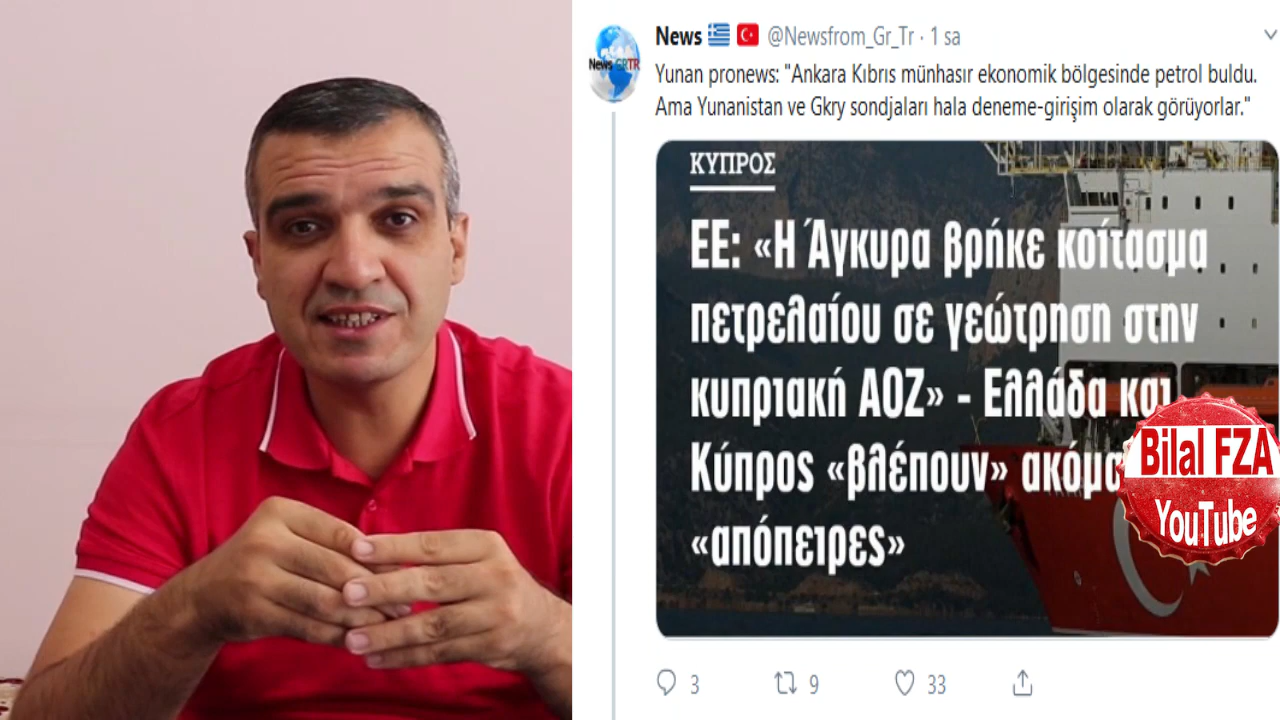 News @Newsfrom_Gr_Tr · 1 sa
News GRTR
Yunan pronews: "Ankara Kıbrıs münhasır ekonomik bölgesinde petrol buldu.
Ama Yunanistan ve Gkry sondjaları hala deneme-girişim olarak görüyorlar."
ΚΥΠΡΟΣ
ΕΕ: «Η Άγκυρα βρήκε κοίτασμα
πετρελαίου σε γεώτρηση στην
κυπριακή ΑΟΖ» - Ελλάδα και
Κύπρος «βλέπουν» ακόμα
«απόπειρες»
Bilal FZA
YouTube
3 9 33